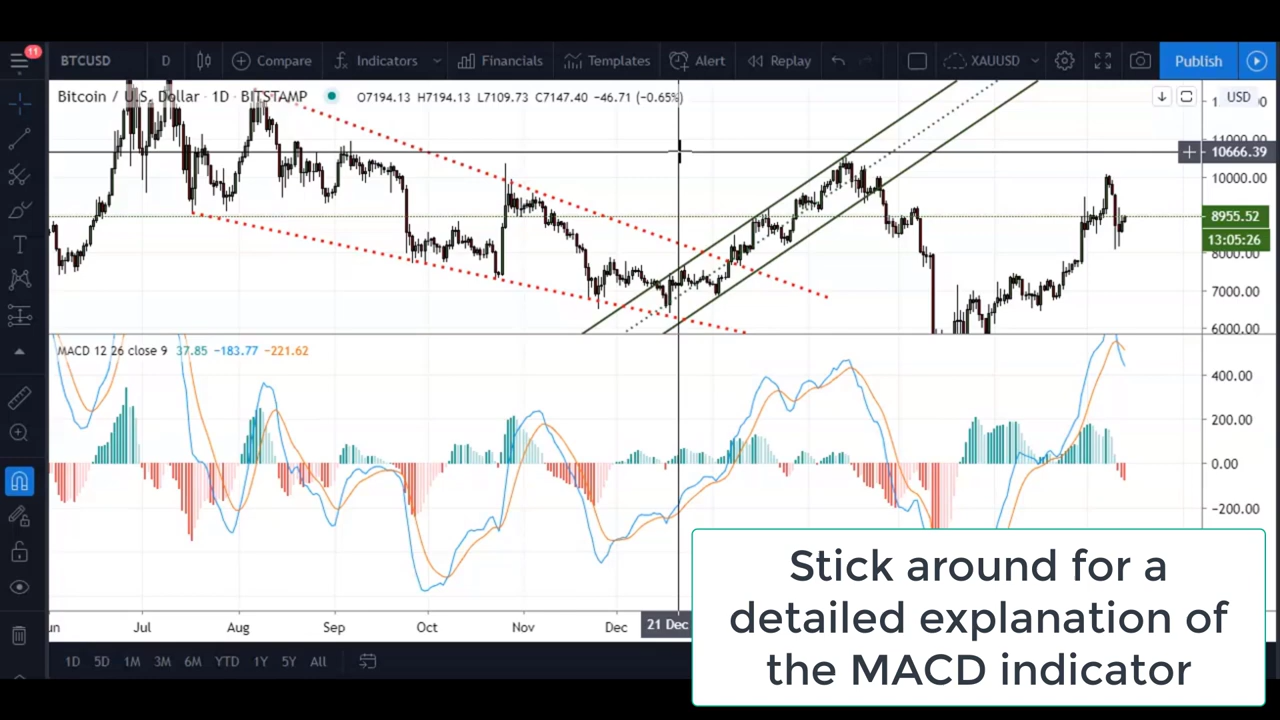 11
BTCUSD D Compare Indicators Financials Templates Alert Replay XAUUSD Publish
Bitcoin / U.S. Dollar · 1D · BITSTAMP O7194.13 H7194.13 L7109.73 C7147.40 −46.71 (−0.65%)
USD
11000.00
10666.39
10000.00
8955.52
13:05:26
8000.00
7000.00
6000.00
MACD 12 26 close 9 37.85 −183.77 −221.62
400.00
200.00
0.00
−200.00
Jul Aug Sep Oct Nov Dec 21 Dec
1D 5D 1M 3M 6M YTD 1Y 5Y All
Stick around for a
detailed explanation of
the MACD indicator